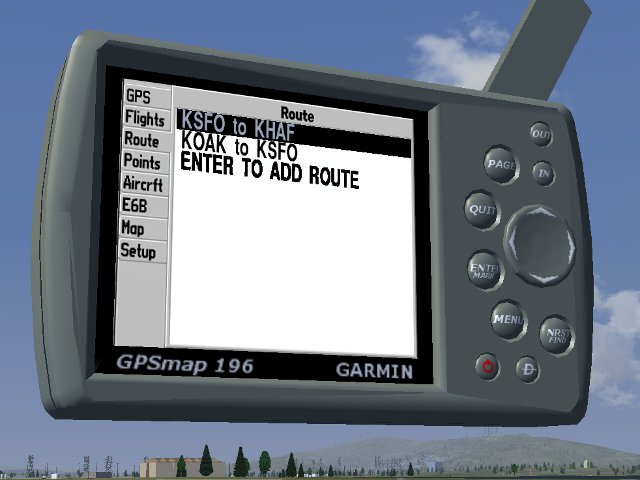 GPS
Flights
Route
Points
Aircrft
E6B
Map
Setup
Route
KSFO to KHAF
KOAK to KSFO
ENTER TO ADD ROUTE
GPSmap 196
GARMIN
OUT
PAGE
IN
QUIT
ENTER
MARK
MENU
NRST
FIND
D